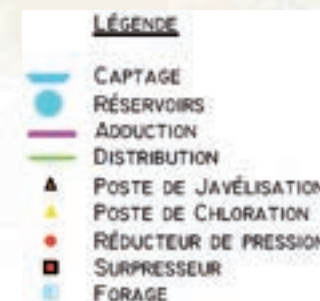 LÉGENDE
CAPTAGE
RÉSERVOIRS
ADDUCTION
DISTRIBUTION
POSTE DE JAVÉLISATION
POSTE DE CHLORATION
RÉDUCTEUR DE PRESSION
SURPRESSEUR
FORAGE